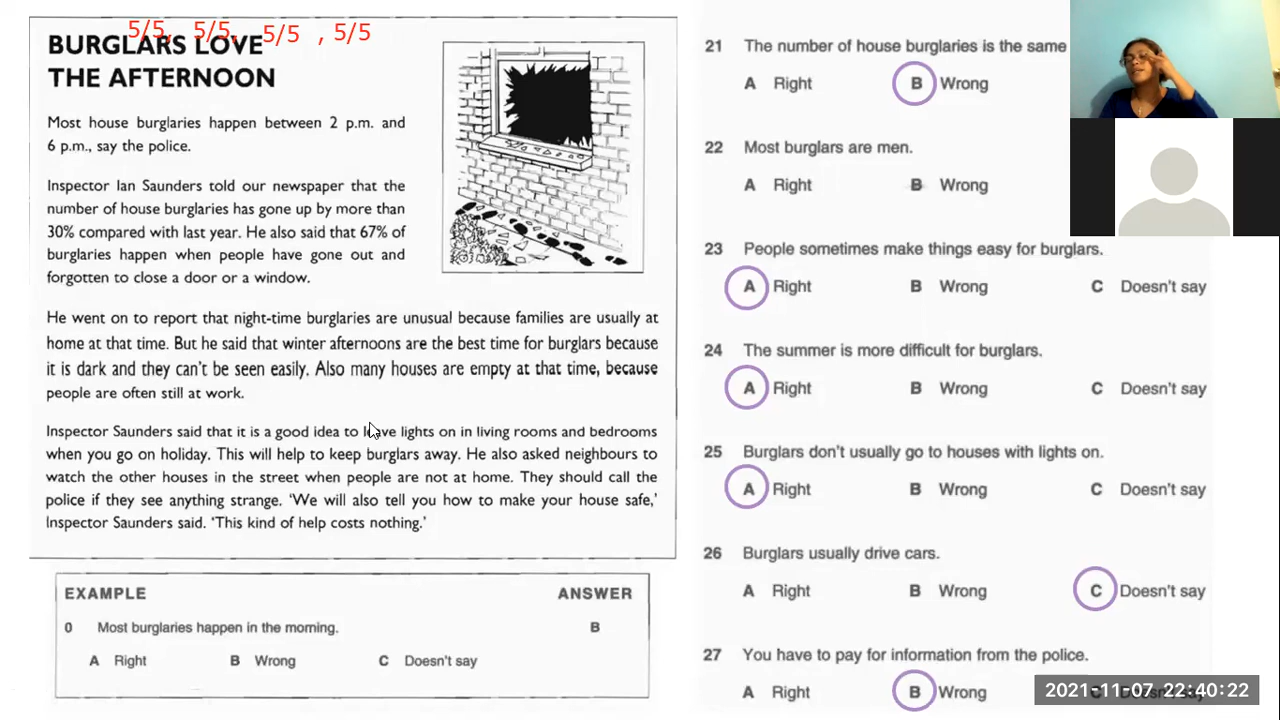 5/5, 5/5, 5/5 , 5/5
BURGLARS LOVE
THE AFTERNOON
Most house burglaries happen between 2 p.m. and
6 p.m., say the police.
Inspector Ian Saunders told our newspaper that the
number of house burglaries has gone up by more than
30% compared with last year. He also said that 67% of
burglaries happen when people have gone out and
forgotten to close a door or a window.
He went on to report that night-time burglaries are unusual because families are usually at
home at that time. But he said that winter afternoons are the best time for burglars because
it is dark and they can't be seen easily. Also many houses are empty at that time, because
people are often still at work.
Inspector Saunders said that it is a good idea to leave lights on in living rooms and bedrooms
when you go on holiday. This will help to keep burglars away. He also asked neighbours to
watch the other houses in the street when people are not at home. They should call the
police if they see anything strange. 'We will also tell you how to make your house safe,'
Inspector Saunders said. 'This kind of help costs nothing.'
EXAMPLE ANSWER
0 Most burglaries happen in the morning. B
A Right B Wrong C Doesn't say
21 The number of house burglaries is the same
A Right B Wrong
22 Most burglars are men.
A Right B Wrong
23 People sometimes make things easy for burglars.
A Right B Wrong C Doesn't say
24 The summer is more difficult for burglars.
A Right B Wrong C Doesn't say
25 Burglars don't usually go to houses with lights on.
A Right B Wrong C Doesn't say
26 Burglars usually drive cars.
A Right B Wrong C Doesn't say
27 You have to pay for information from the police.
A Right B Wrong
2021-11-07 22:40:22